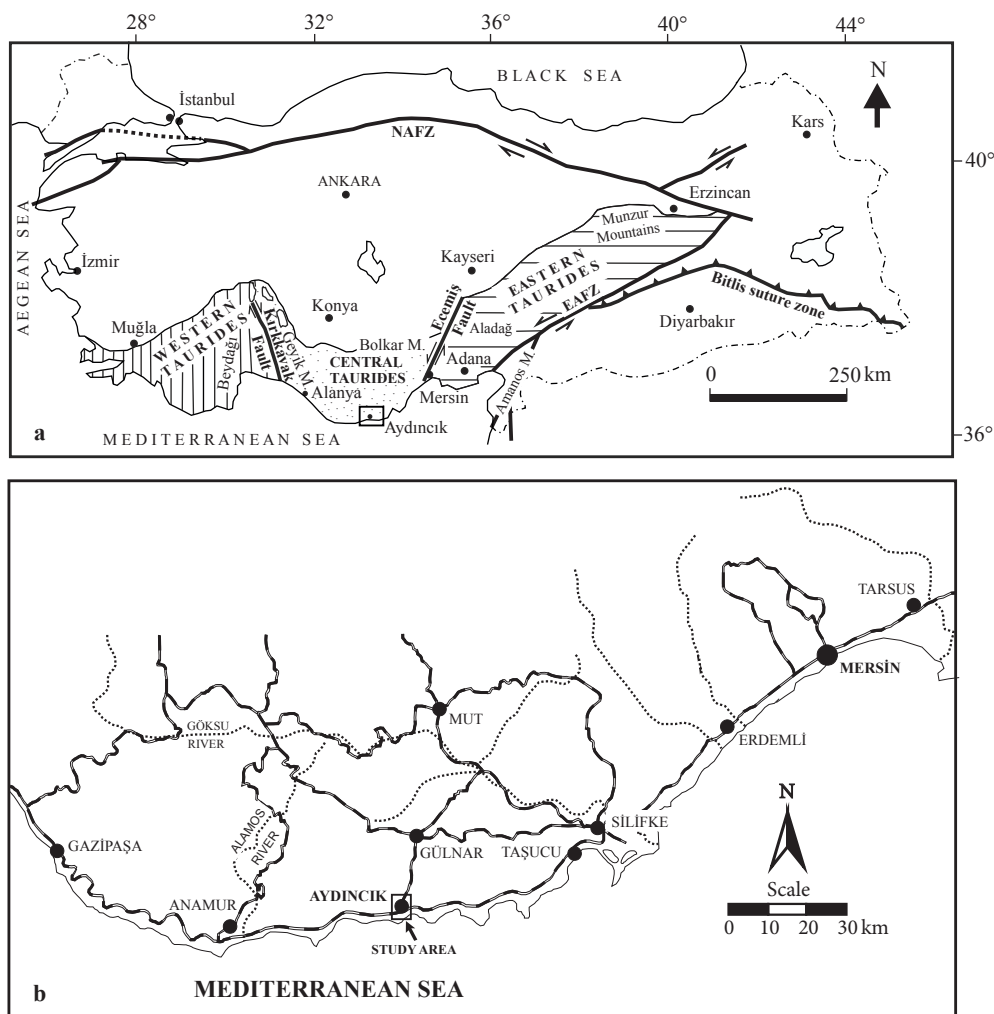 28°
32°
36°
40°
44°
BLACK SEA
N
İstanbul
Kars
NAFZ
40°
ANKARA
Erzincan
AEGEAN SEA
Munzur
Mountains
İzmir
Kayseri
EASTERN
TAURIDES
Ecemiş
Fault
EAFZ
Bitlis suture zone
Konya
Diyarbakır
Muğla
WESTERN
TAURIDES
Beydağı
Kırkkavak
Fault
Geyik M.
Bolkar M.
Aladağ
CENTRAL
TAURIDES
Adana
Alanya
Mersin
Amanos M.
0 250 km
Aydıncık
MEDITERRANEAN SEA
36°
a
TARSUS
MERSİN
MUT
GÖKSU
RIVER
ERDEMLİ
N
ALAMOS
RIVER
SİLİFKE
GAZİPAŞA
GÜLNAR
TAŞUCU
AYDINCIK
ANAMUR
Scale
0 10 20 30 km
STUDY AREA
b
MEDITERRANEAN SEA